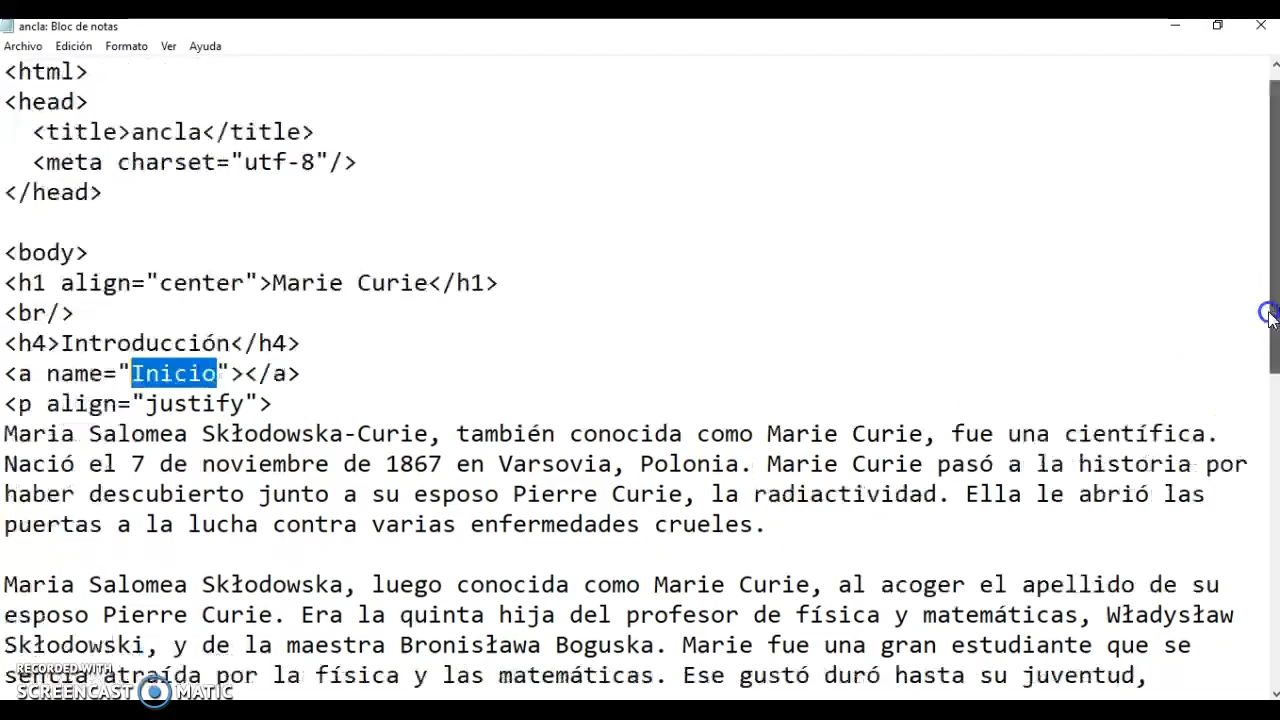 ancla: Bloc de notas
Archivo Edición Formato Ver Ayuda
<html>
<head>
<title>ancla</title>
<meta charset="utf-8"/>
</head>
<body>
<h1 align="center">Marie Curie</h1>
<br/>
<h4>Introducción</h4>
<a name="Inicio"></a>
<p align="justify">
Maria Salomea Skłodowska-Curie, también conocida como Marie Curie, fue una científica.
Nació el 7 de noviembre de 1867 en Varsovia, Polonia. Marie Curie pasó a la historia por
haber descubierto junto a su esposo Pierre Curie, la radiactividad. Ella le abrió las
puertas a la lucha contra varias enfermedades crueles.
Maria Salomea Skłodowska, luego conocida como Marie Curie, al acoger el apellido de su
esposo Pierre Curie. Era la quinta hija del profesor de física y matemáticas, Władysław
Skłodowski, y de la maestra Bronisława Boguska. Marie fue una gran estudiante que se
sentía atraída por la física y las matemáticas. Ese gustó duró hasta su juventud,
RECORDED WITH
SCREENCAST MATIC